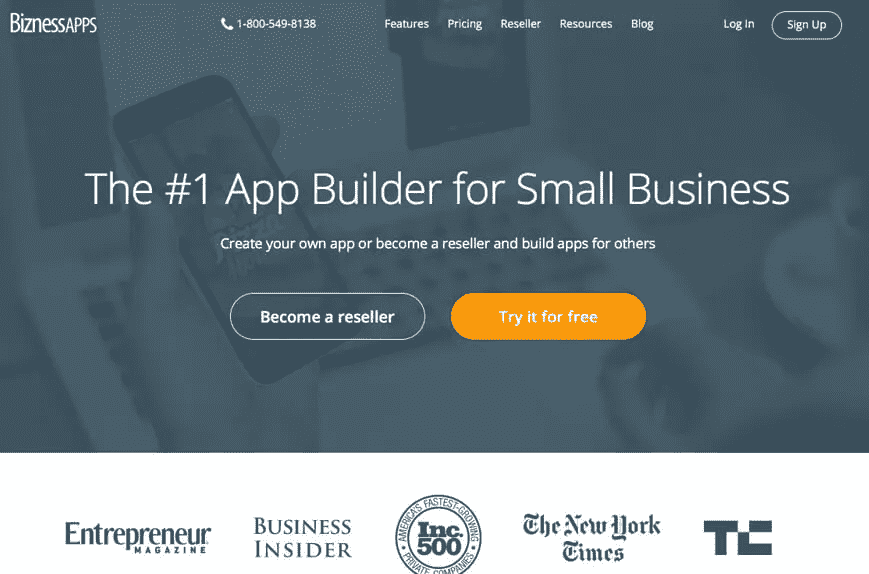 BiznessAPPS
1-800-549-8138
Features
Pricing
Reseller
Resources
Blog
Log In
Sign Up
The #1 App Builder for Small Business
Create your own app or become a reseller and build apps for others
Become a reseller
Try it for free
Entrepreneur
MAGAZINE
BUSINESS
INSIDER
AMERICA'S FASTEST-GROWING
Inc.
500
PRIVATE COMPANIES
The New York
Times
TC